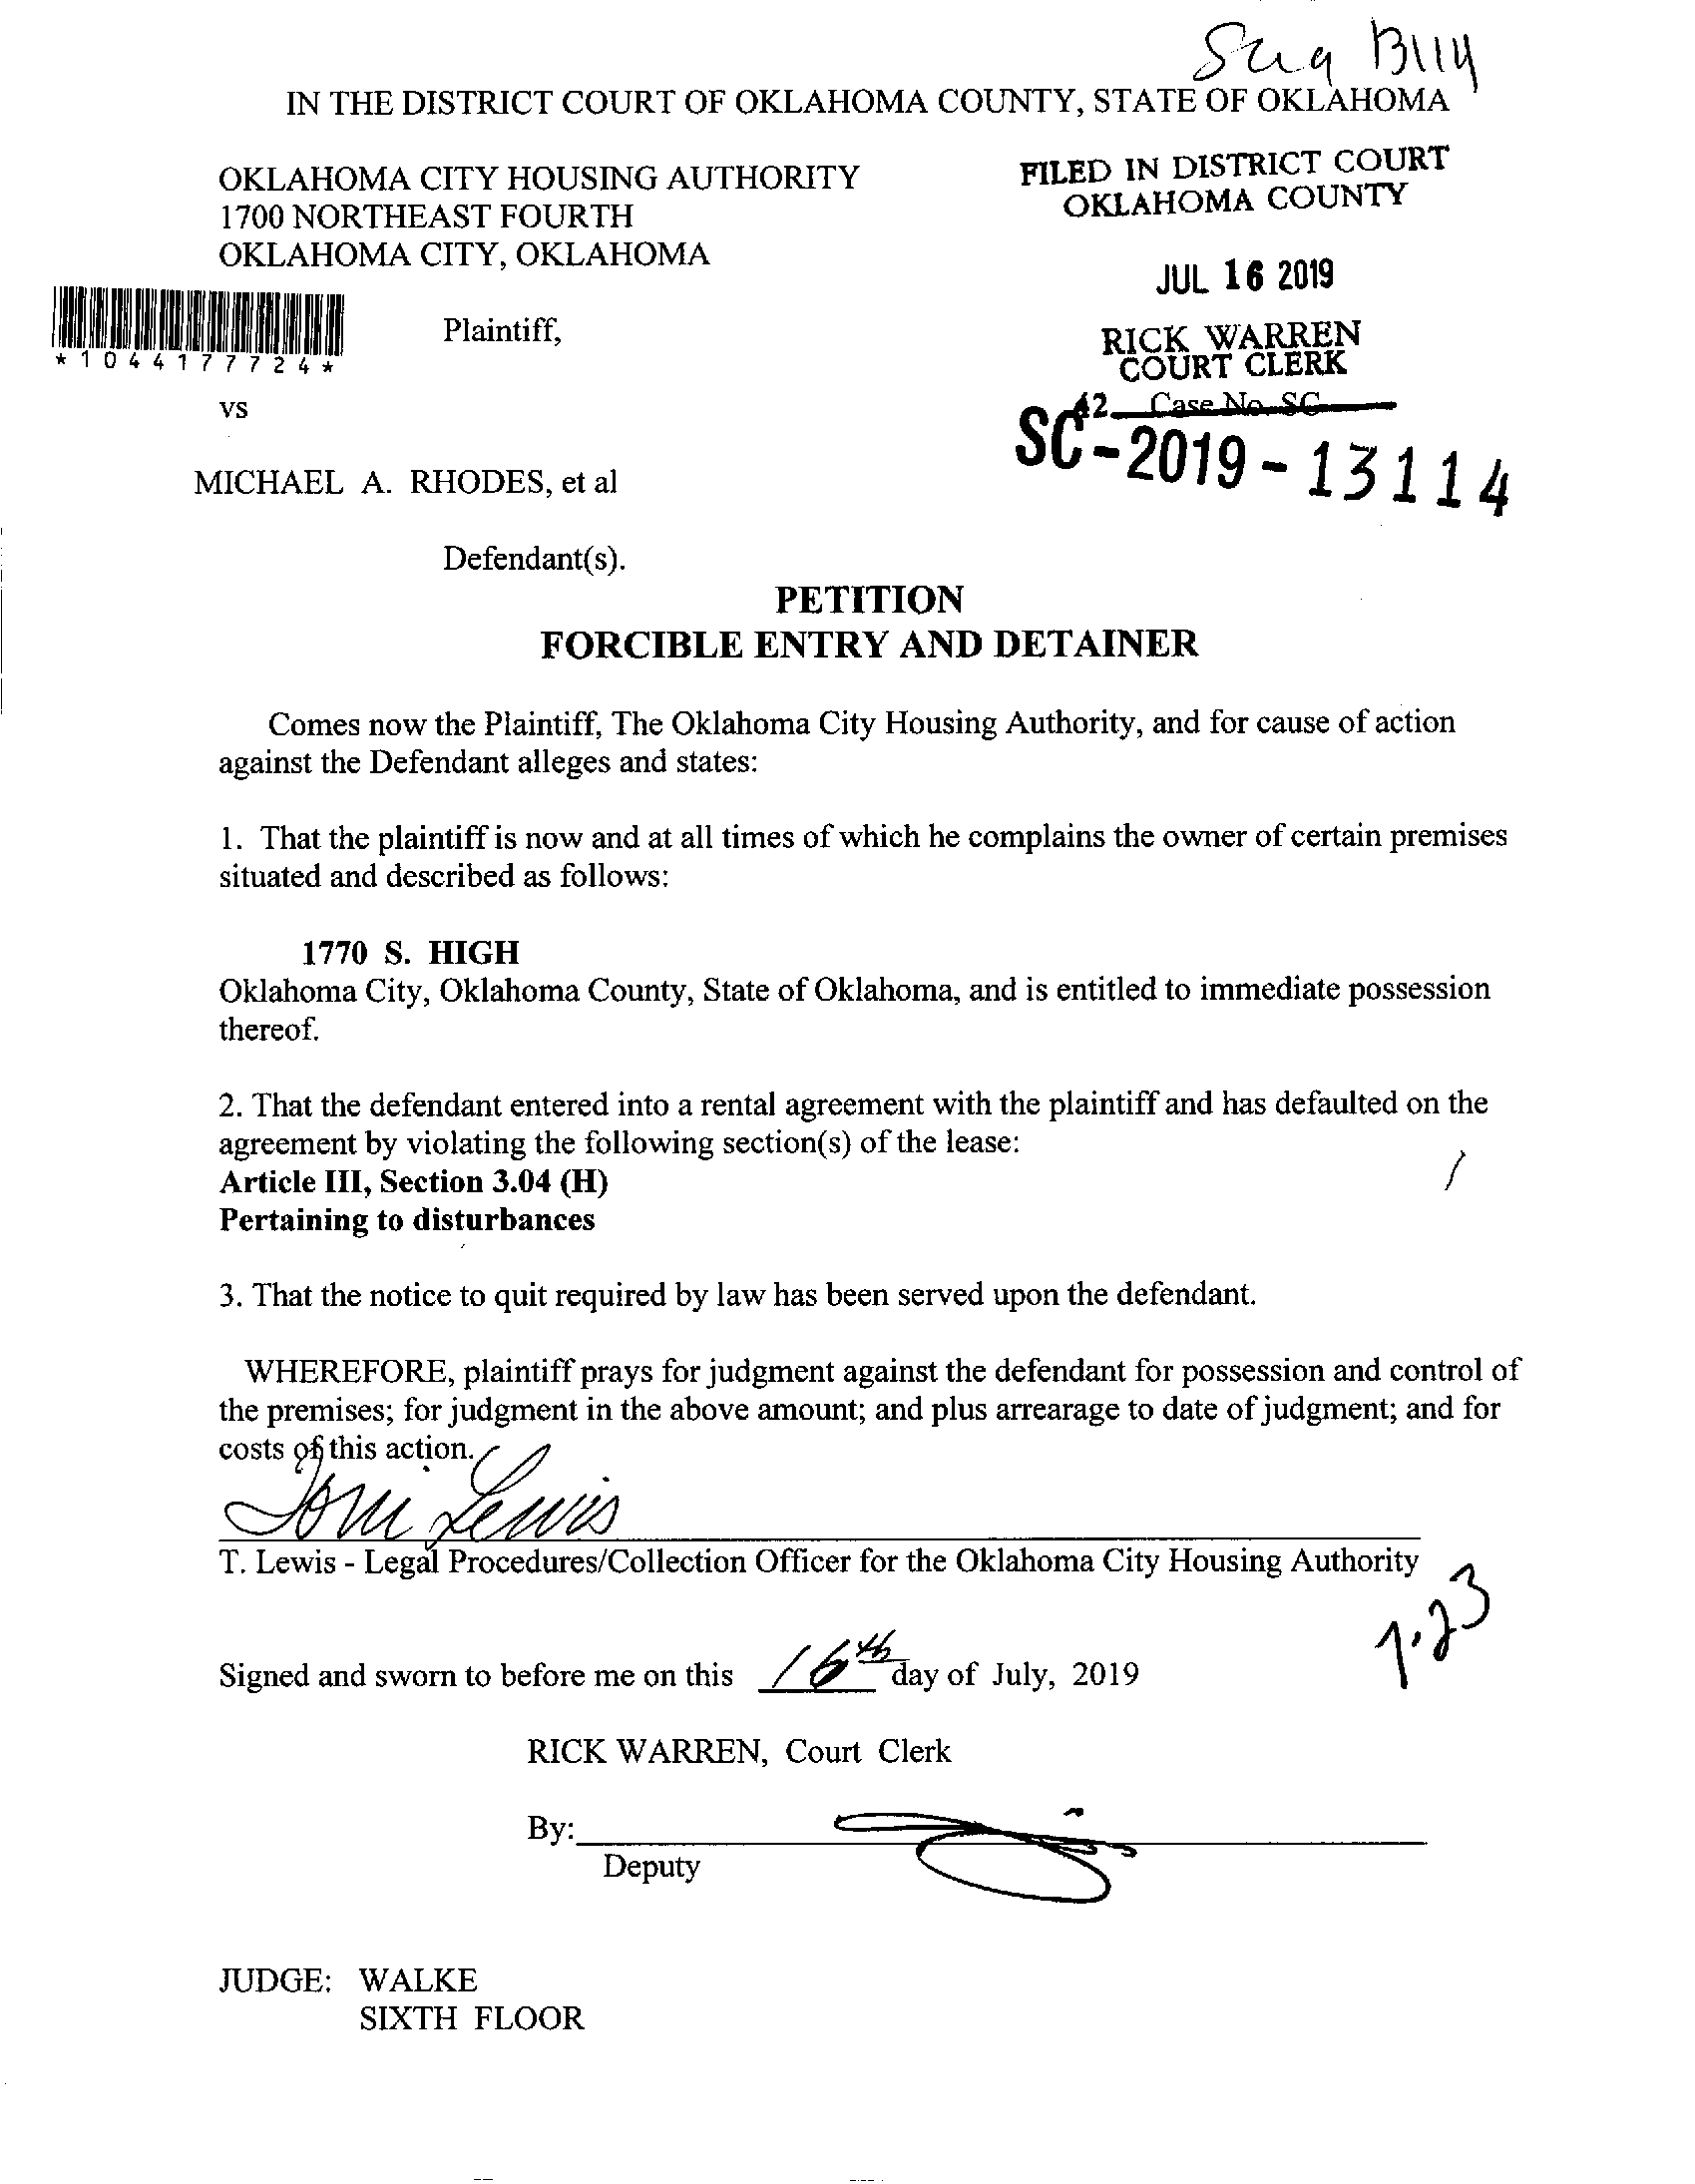 IN THE DISTRICT COURT OF OKLAHOMA COUNTY, STATE OF OKLAHOMA
OKLAHOMA CITY HOUSING AUTHORITY
1700 NORTHEAST FOURTH
OKLAHOMA CITY, OKLAHOMA
FILED IN DISTRICT COURT
OKLAHOMA COUNTY
JUL 16 2019
RICK WARREN
COURT CLERK
42 Case No. SC
SC-2019-13114
*1044177724*
Plaintiff,
vs
MICHAEL A. RHODES, et al
Defendant(s).
PETITION
FORCIBLE ENTRY AND DETAINER
Comes now the Plaintiff, The Oklahoma City Housing Authority, and for cause of action
against the Defendant alleges and states:
1. That the plaintiff is now and at all times of which he complains the owner of certain premises
situated and described as follows:
1770 S. HIGH
Oklahoma City, Oklahoma County, State of Oklahoma, and is entitled to immediate possession
thereof.
2. That the defendant entered into a rental agreement with the plaintiff and has defaulted on the
agreement by violating the following section(s) of the lease:
Article III, Section 3.04 (H)
Pertaining to disturbances
3. That the notice to quit required by law has been served upon the defendant.
WHEREFORE, plaintiff prays for judgment against the defendant for possession and control of
the premises; for judgment in the above amount; and plus arrearage to date of judgment; and for
costs of this action.
Toni Lewis
T. Lewis - Legal Procedures/Collection Officer for the Oklahoma City Housing Authority
7.23
Signed and sworn to before me on this 16th day of July, 2019
RICK WARREN, Court Clerk
By:
Deputy
JUDGE: WALKE
SIXTH FLOOR